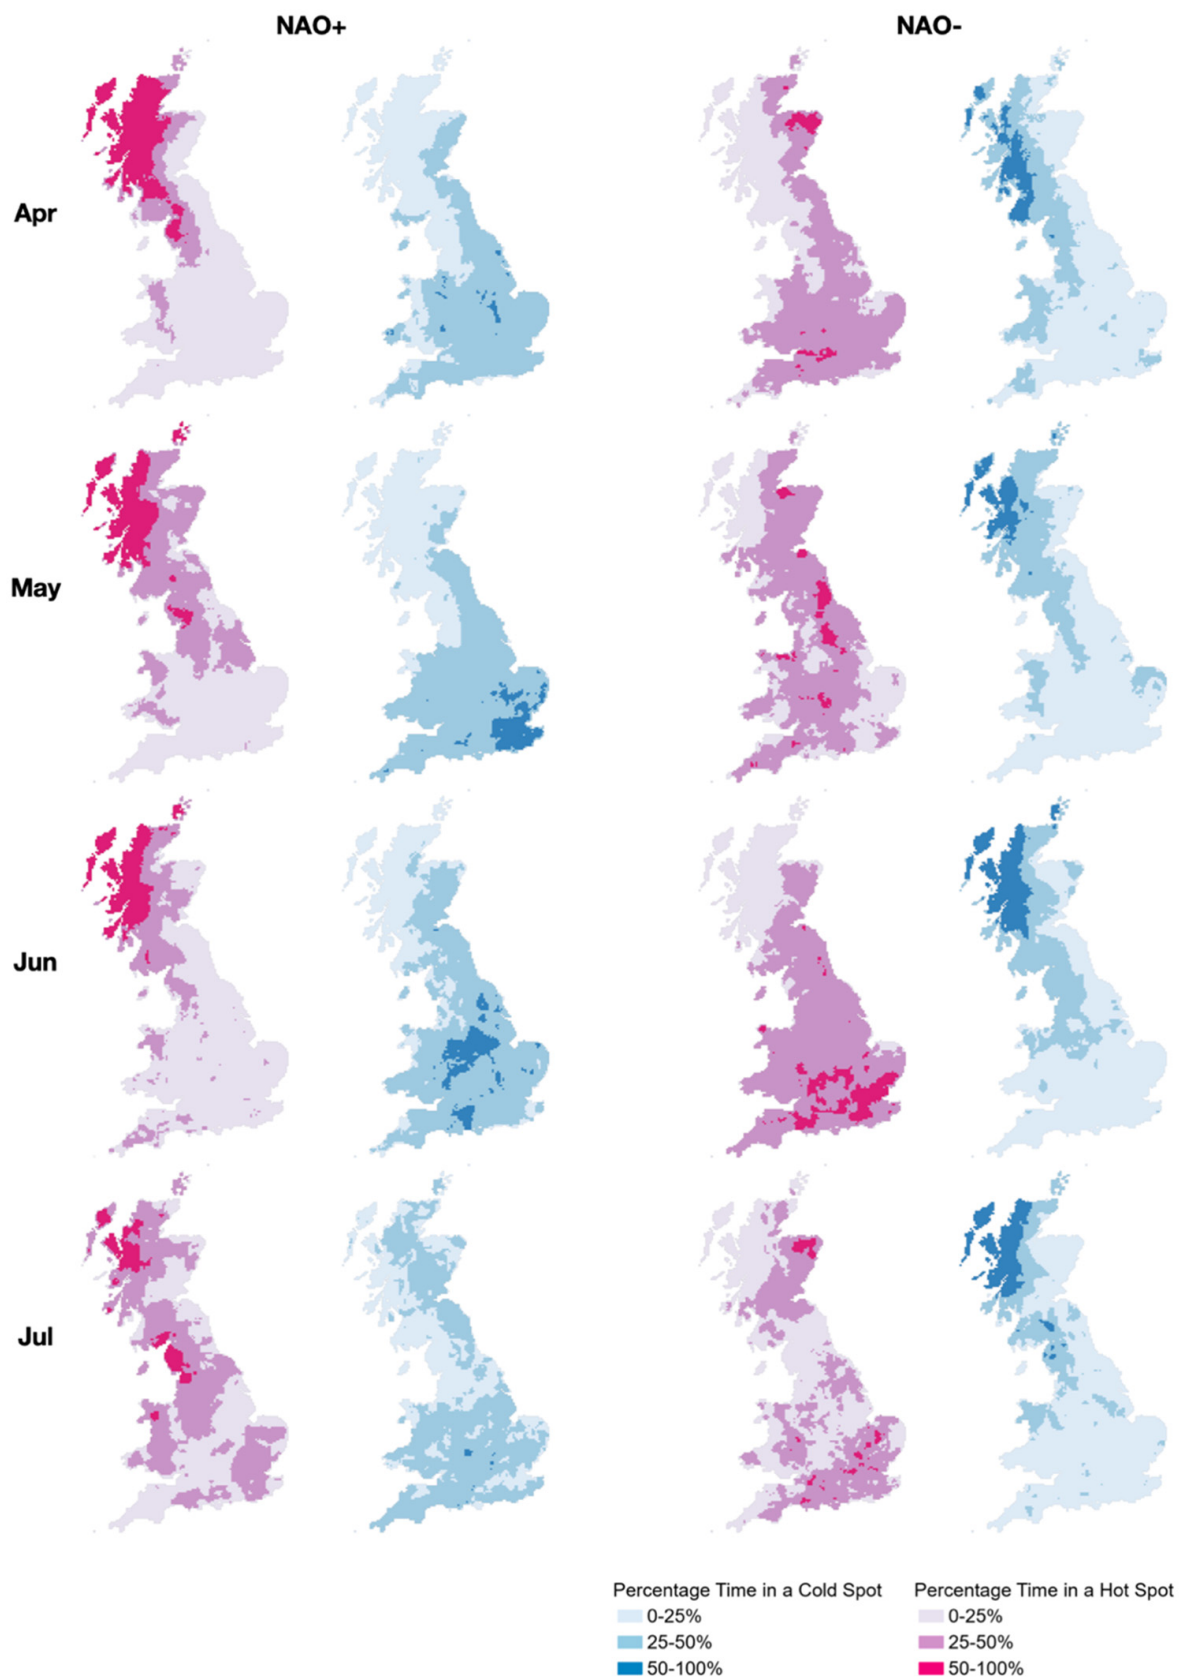 NAO+ NAO-
Apr
May
Jun
Jul
Percentage Time in a Cold Spot Percentage Time in a Hot Spot
0-25% 0-25%
25-50% 25-50%
50-100% 50-100%